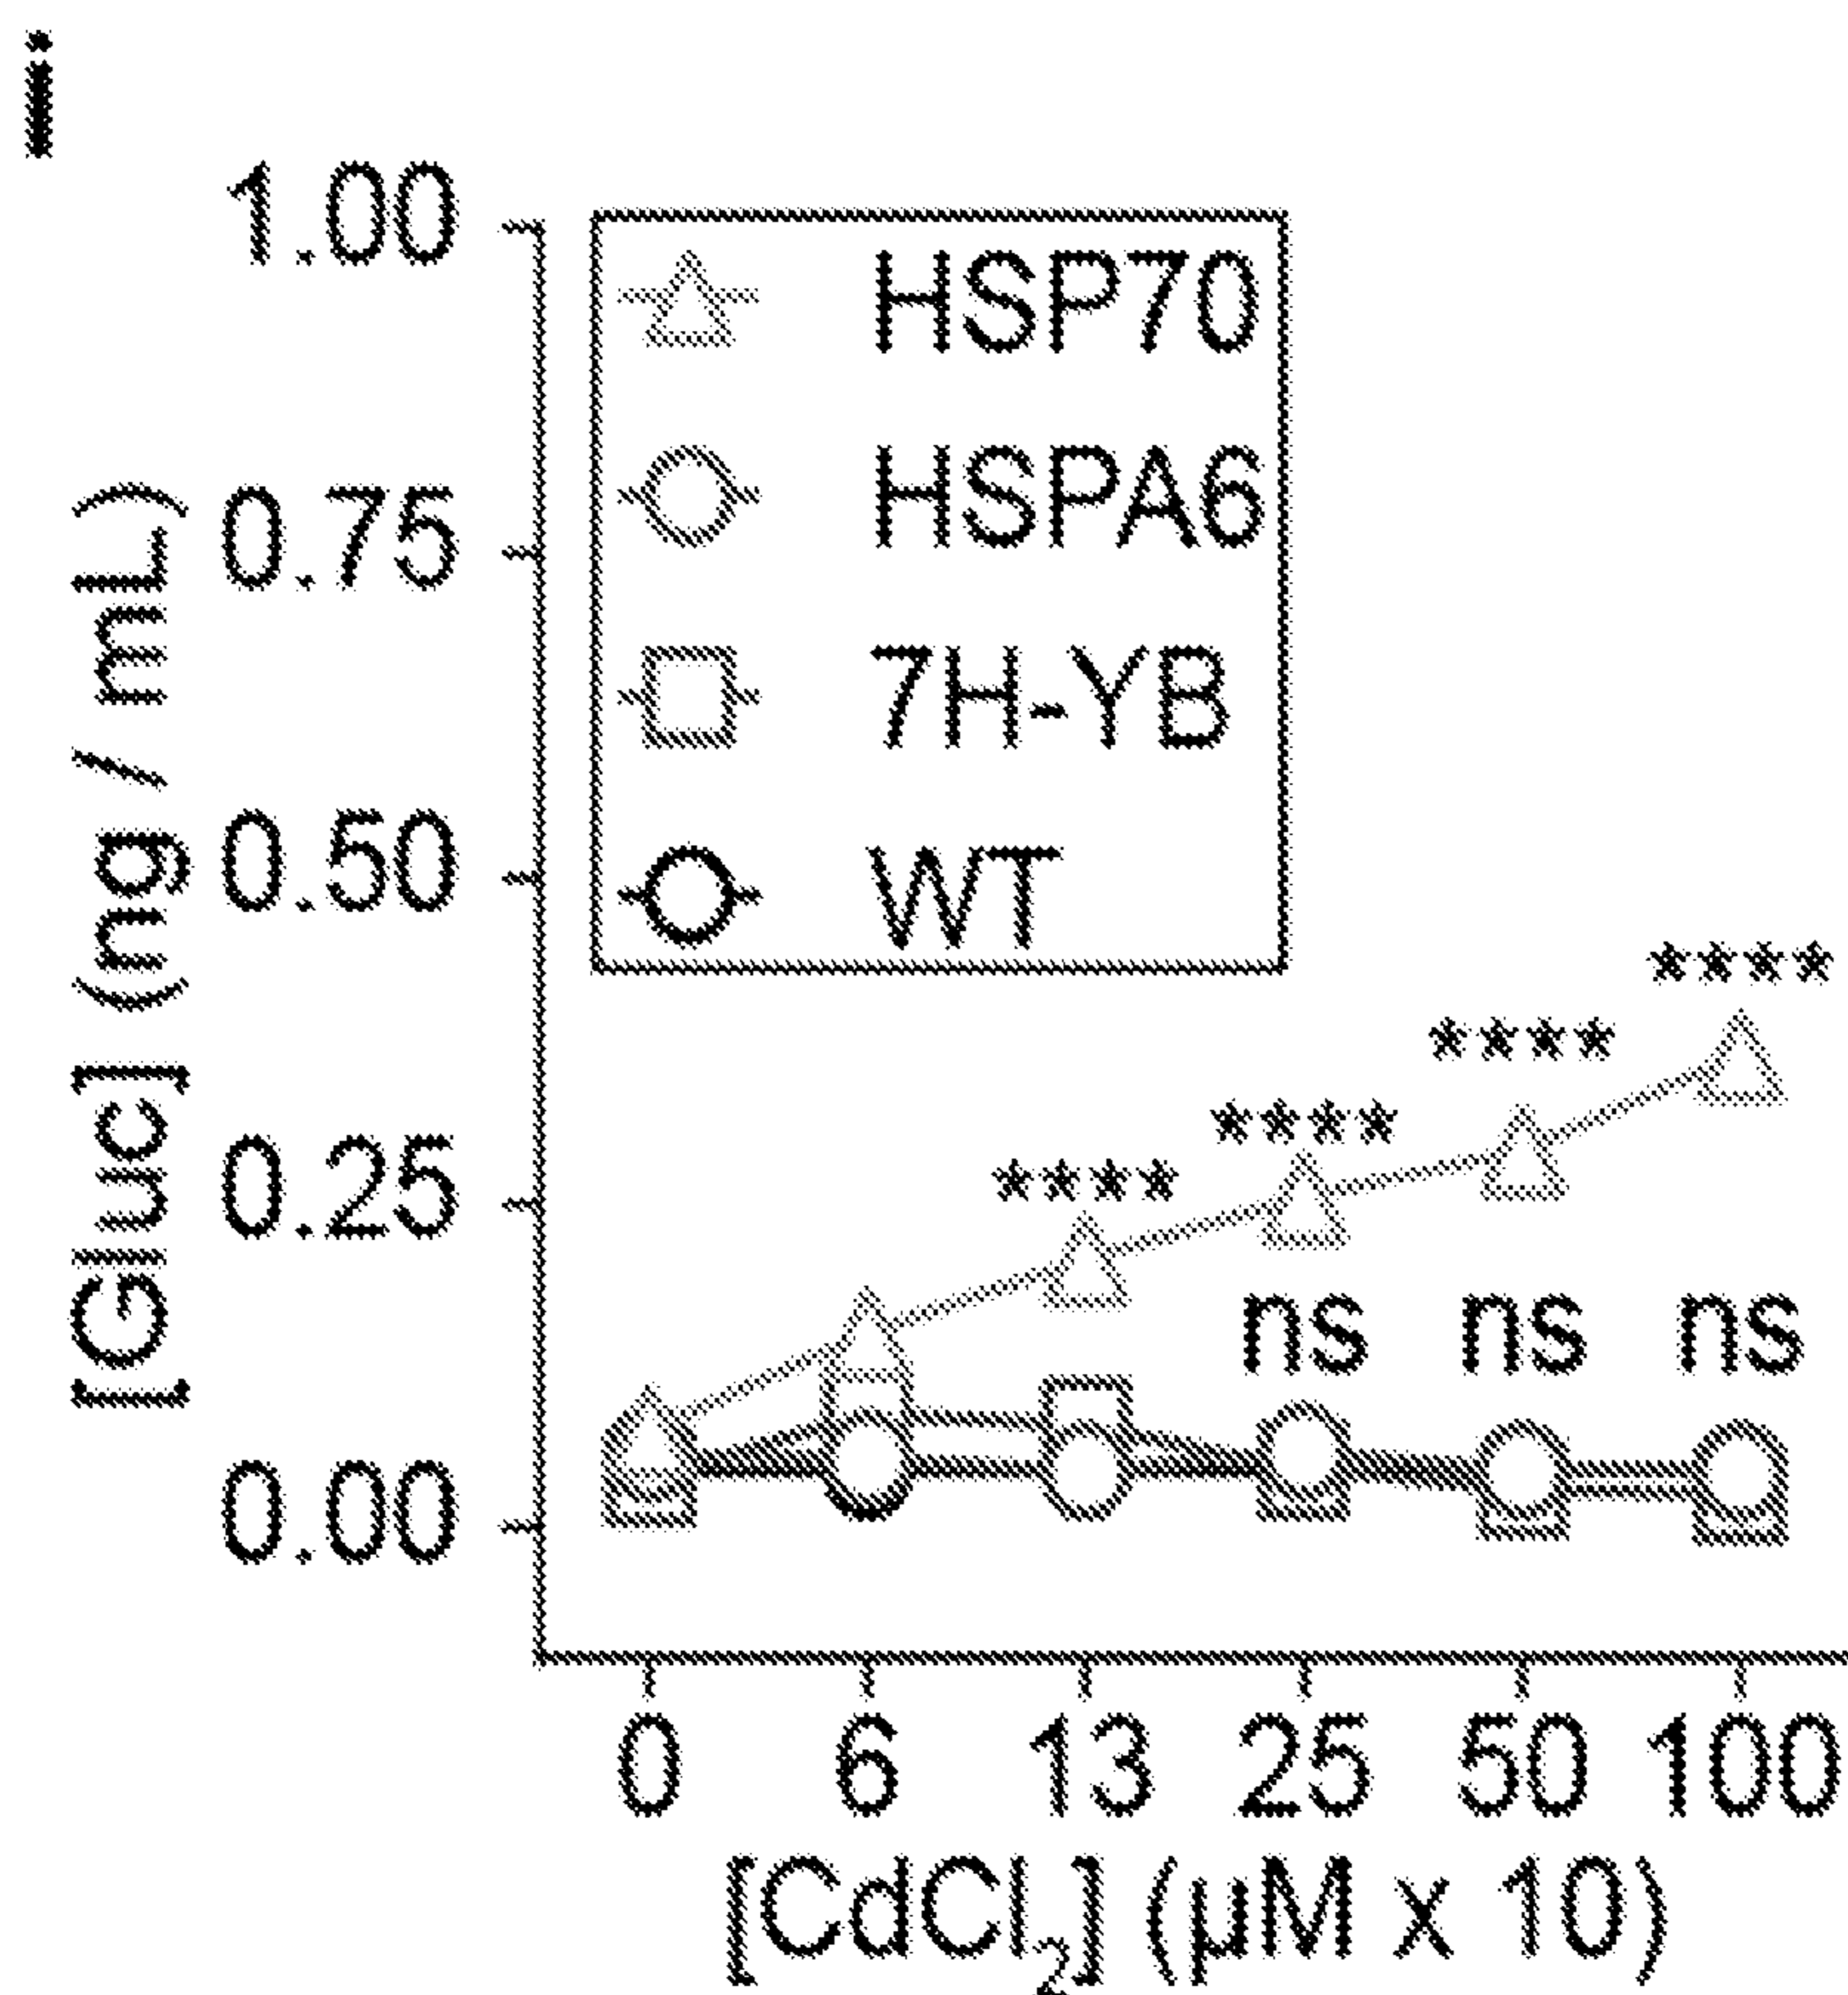 i
[Gluc] (ng / mL)
1.00
0.75
0.50
0.25
0.00
HSP70
HSPA6
7H-YB
WT
****
****
****
****
ns ns ns
0 6 13 25 50 100
[CdCl₂] (µM x 10)